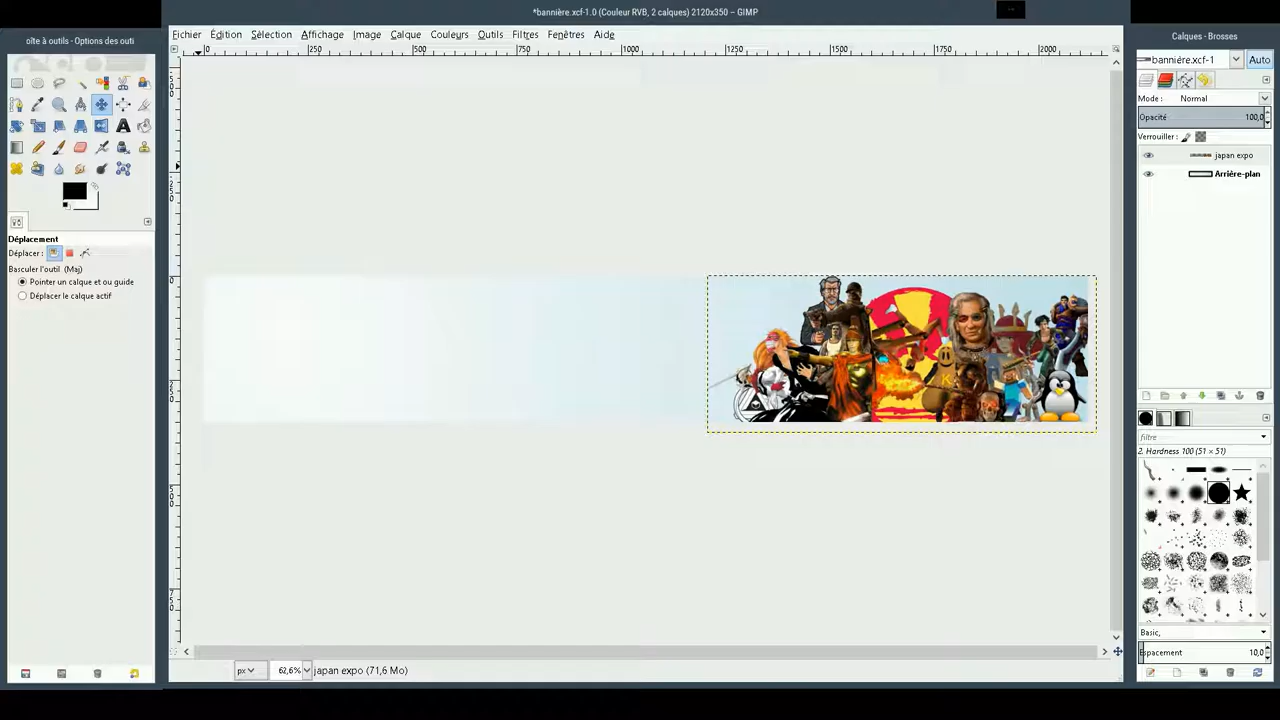 *bannière.xcf-1.0 (Couleur RVB, 2 calques) 2120x350 – GIMP
oîte à outils - Options des outi
Calques - Brosses
Fichier Édition Sélection Affichage Image Calque Couleurs Outils Filtres Fenêtres Aide
0 250 500 750 1000 1250 1500 1750 2000
bannière.xcf-1 Auto
Mode : Normal
Opacité 100,0
Verrouiller :
japan expo
Arrière-plan
Déplacement
Déplacer :
Basculer l'outil (Maj)
Pointer un calque et ou guide
Déplacer le calque actif
filtre
2. Hardness 100 (51 × 51)
Basic,
Espacement 10,0
px 62,6% japan expo (71,6 Mo)